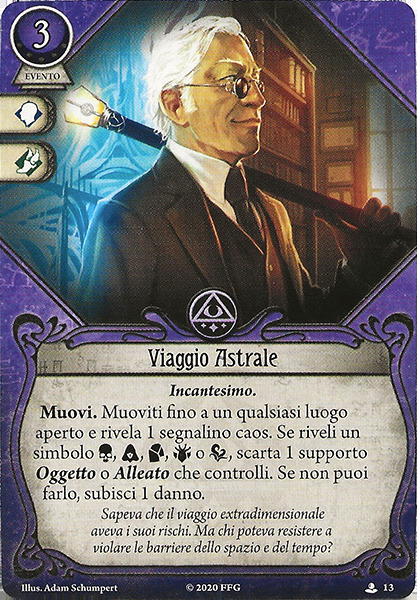 3
EVENTO
Viaggio Astrale
Incantesimo.
Muovi. Muoviti fino a un qualsiasi luogo
aperto e rivela 1 segnalino caos. Se riveli un
simbolo , , , o , scarta 1 supporto
Oggetto o Alleato che controlli. Se non puoi
farlo, subisci 1 danno.
Sapeva che il viaggio extradimensionale
aveva i suoi rischi. Ma chi poteva resistere a
violare le barriere dello spazio e del tempo?
Illus. Adam Schumpert
© 2020 FFG
13